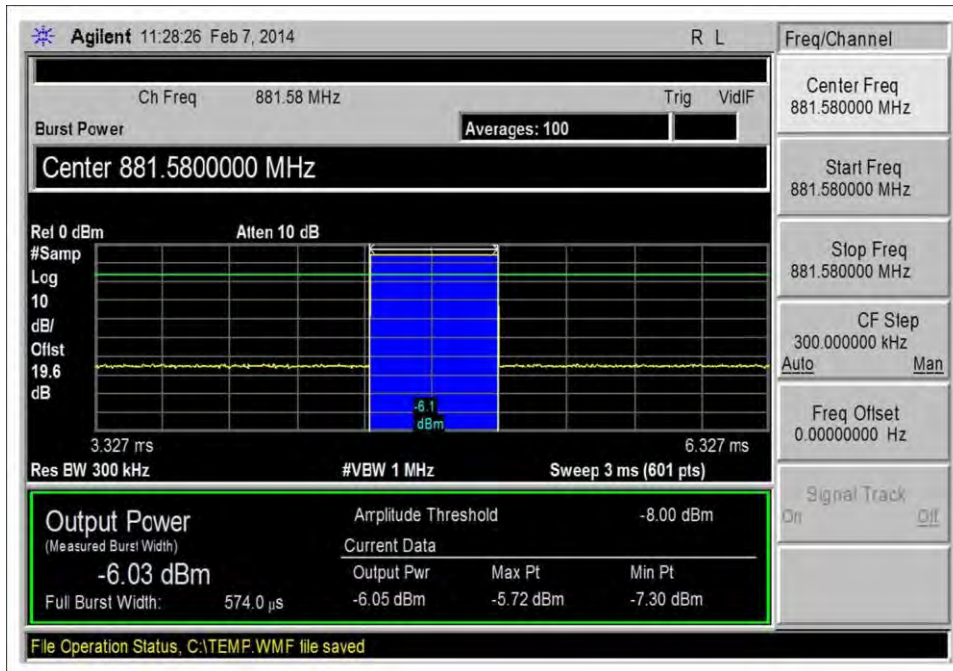 Agilent 11:28:26 Feb 7, 2014 R L
Freq/Channel
Ch Freq 881.58 MHz Trig VidIF
Burst Power Averages: 100
Center 881.5800000 MHz
Ref 0 dBm Atten 10 dB
#Samp
Log
10
dB/
Offst
19.6
dB
-6.1
dBm
3.327 ms 6.327 ms
Res BW 300 kHz #VBW 1 MHz Sweep 3 ms (601 pts)
Output Power
(Measured Burst Width)
-6.03 dBm
Full Burst Width: 574.0 μs
Amplitude Threshold -8.00 dBm
Current Data
Output Pwr Max Pt Min Pt
-6.05 dBm -5.72 dBm -7.30 dBm
File Operation Status, C:\TEMP.WMF file saved
Center Freq
881.580000 MHz
Start Freq
881.580000 MHz
Stop Freq
881.580000 MHz
CF Step
300.000000 kHz
Auto Man
Freq Offset
0.00000000 Hz
Signal Track
On Off